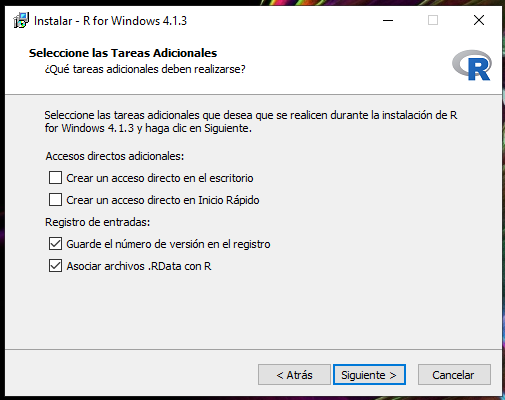 Instalar - R for Windows 4.1.3
Seleccione las Tareas Adicionales
¿Qué tareas adicionales deben realizarse?
R
Seleccione las tareas adicionales que desea que se realicen durante la instalación de R
for Windows 4.1.3 y haga clic en Siguiente.
Accesos directos adicionales:
Crear un acceso directo en el escritorio
Crear un acceso directo en Inicio Rápido
Registro de entradas:
Guarde el número de versión en el registro
Asociar archivos .RData con R
< Atrás
Siguiente >
Cancelar